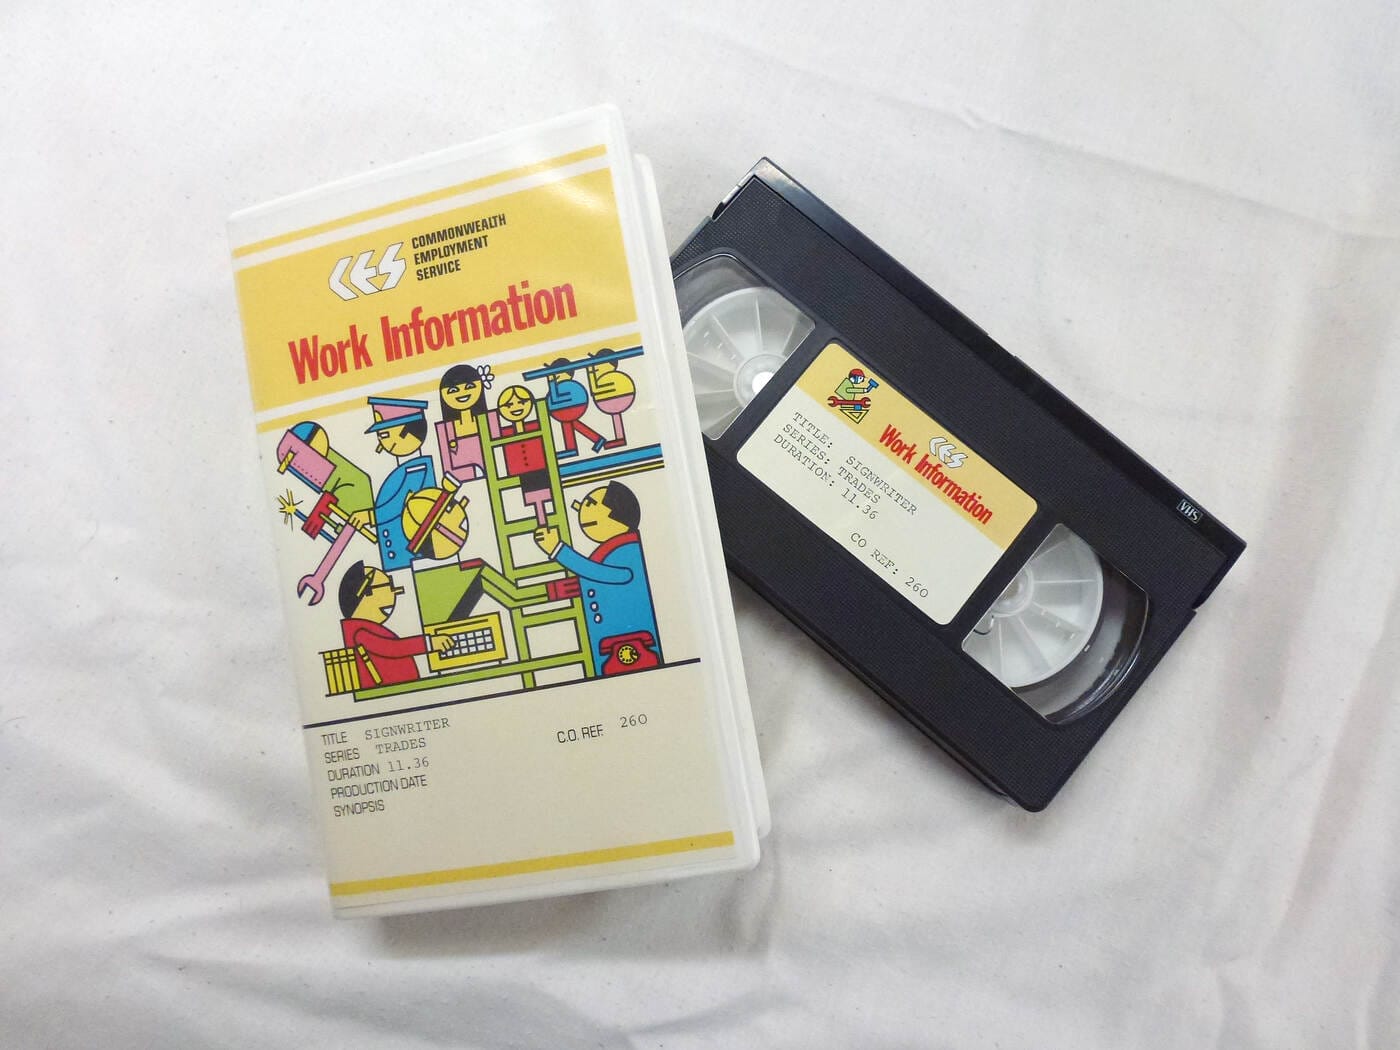 CES
COMMONWEALTH
EMPLOYMENT
SERVICE
Work Information
TITLE SIGNWRITER
SERIES TRADES
DURATION 11.36
PRODUCTION DATE
SYNOPSIS
C.O. REF. 260
CES
Work Information
TITLE: SIGNWRITER
SERIES: TRADES
DURATION: 11.36
CO REF: 260
VHS